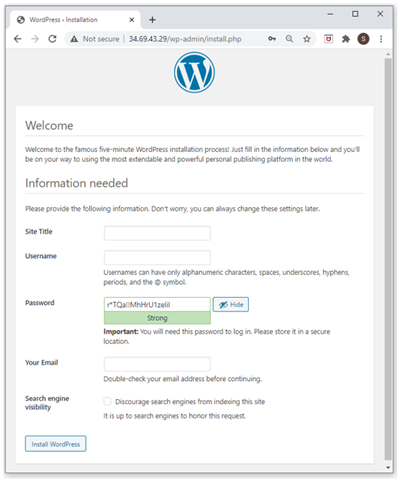 WordPress › Installation
Not secure | 34.69.43.29/wp-admin/install.php
S
Welcome
Welcome to the famous five-minute WordPress installation process! Just fill in the information below and you'll
be on your way to using the most extendable and powerful personal publishing platform in the world.
Information needed
Please provide the following information. Don't worry, you can always change these settings later.
Site Title
Username
Usernames can have only alphanumeric characters, spaces, underscores, hyphens,
periods, and the @ symbol.
Password
Hide
Strong
Important: You will need this password to log in. Please store it in a secure
location.
Your Email
Double-check your email address before continuing.
Search engine
visibility
Discourage search engines from indexing this site
It is up to search engines to honor this request.
Install WordPress